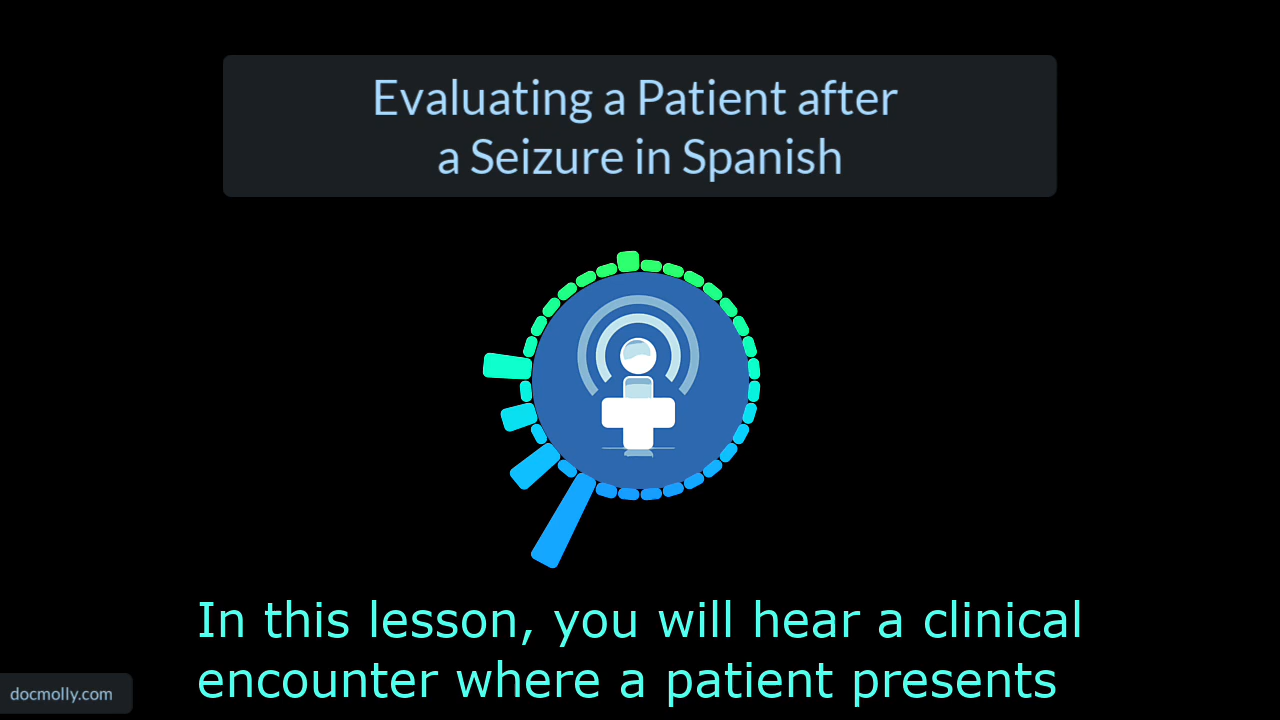 Evaluating a Patient after
a Seizure in Spanish
In this lesson, you will hear a clinical
encounter where a patient presents
docmolly.com